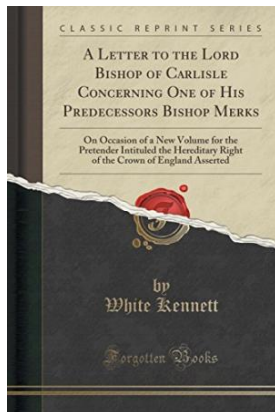 CLASSIC REPRINT SERIES
A Letter to the Lord
Bishop of Carlisle
Concerning One of His
Predecessors Bishop Merks
On Occasion of a New Volume for the
Pretender Intituled the Hereditary Right
of the Crown of England Asserted
by
White Kennett
Forgotten Books